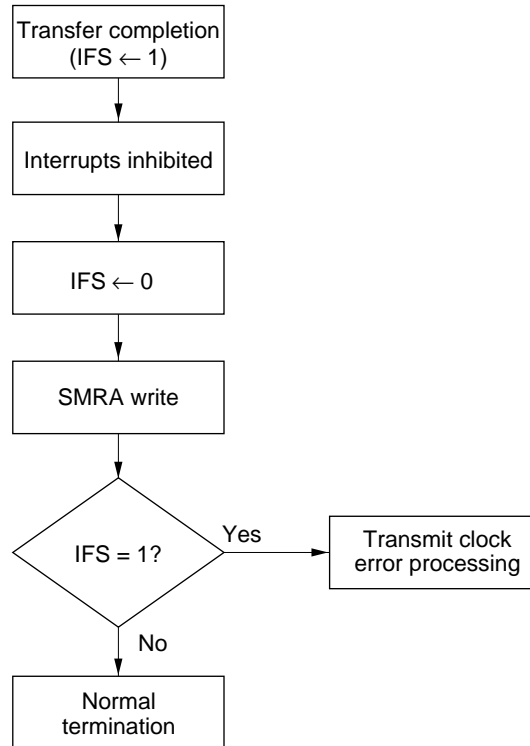 Transfer completion
(IFS ← 1)
Interrupts inhibited
IFS ← 0
SMRA write
IFS = 1?
Yes
Transmit clock
error processing
No
Normal
termination